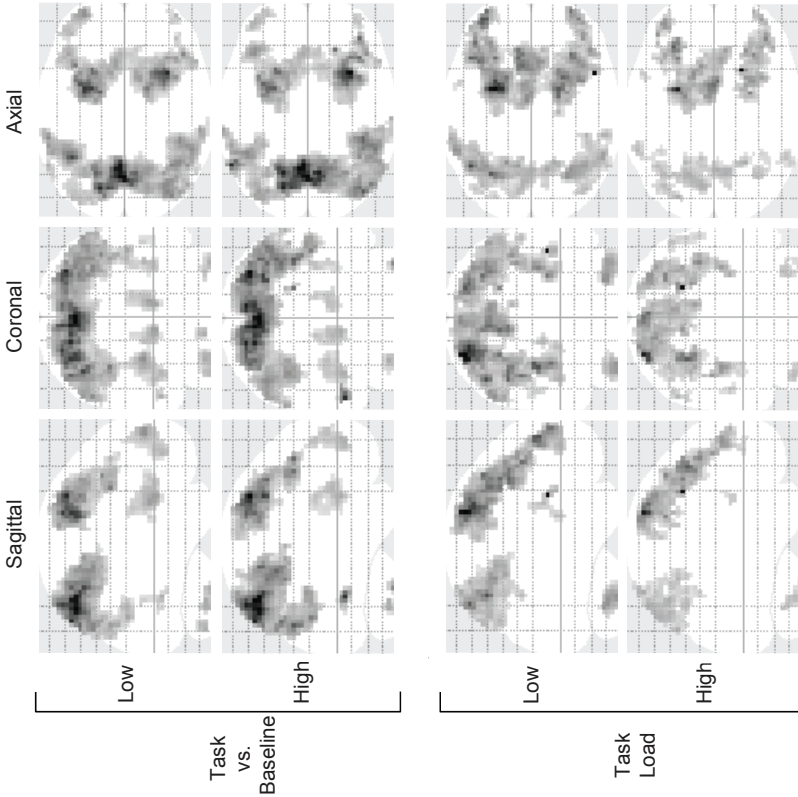 Sagittal
Coronal
Axial
Task
vs.
Baseline
Low
High
Task
Load
Low
High